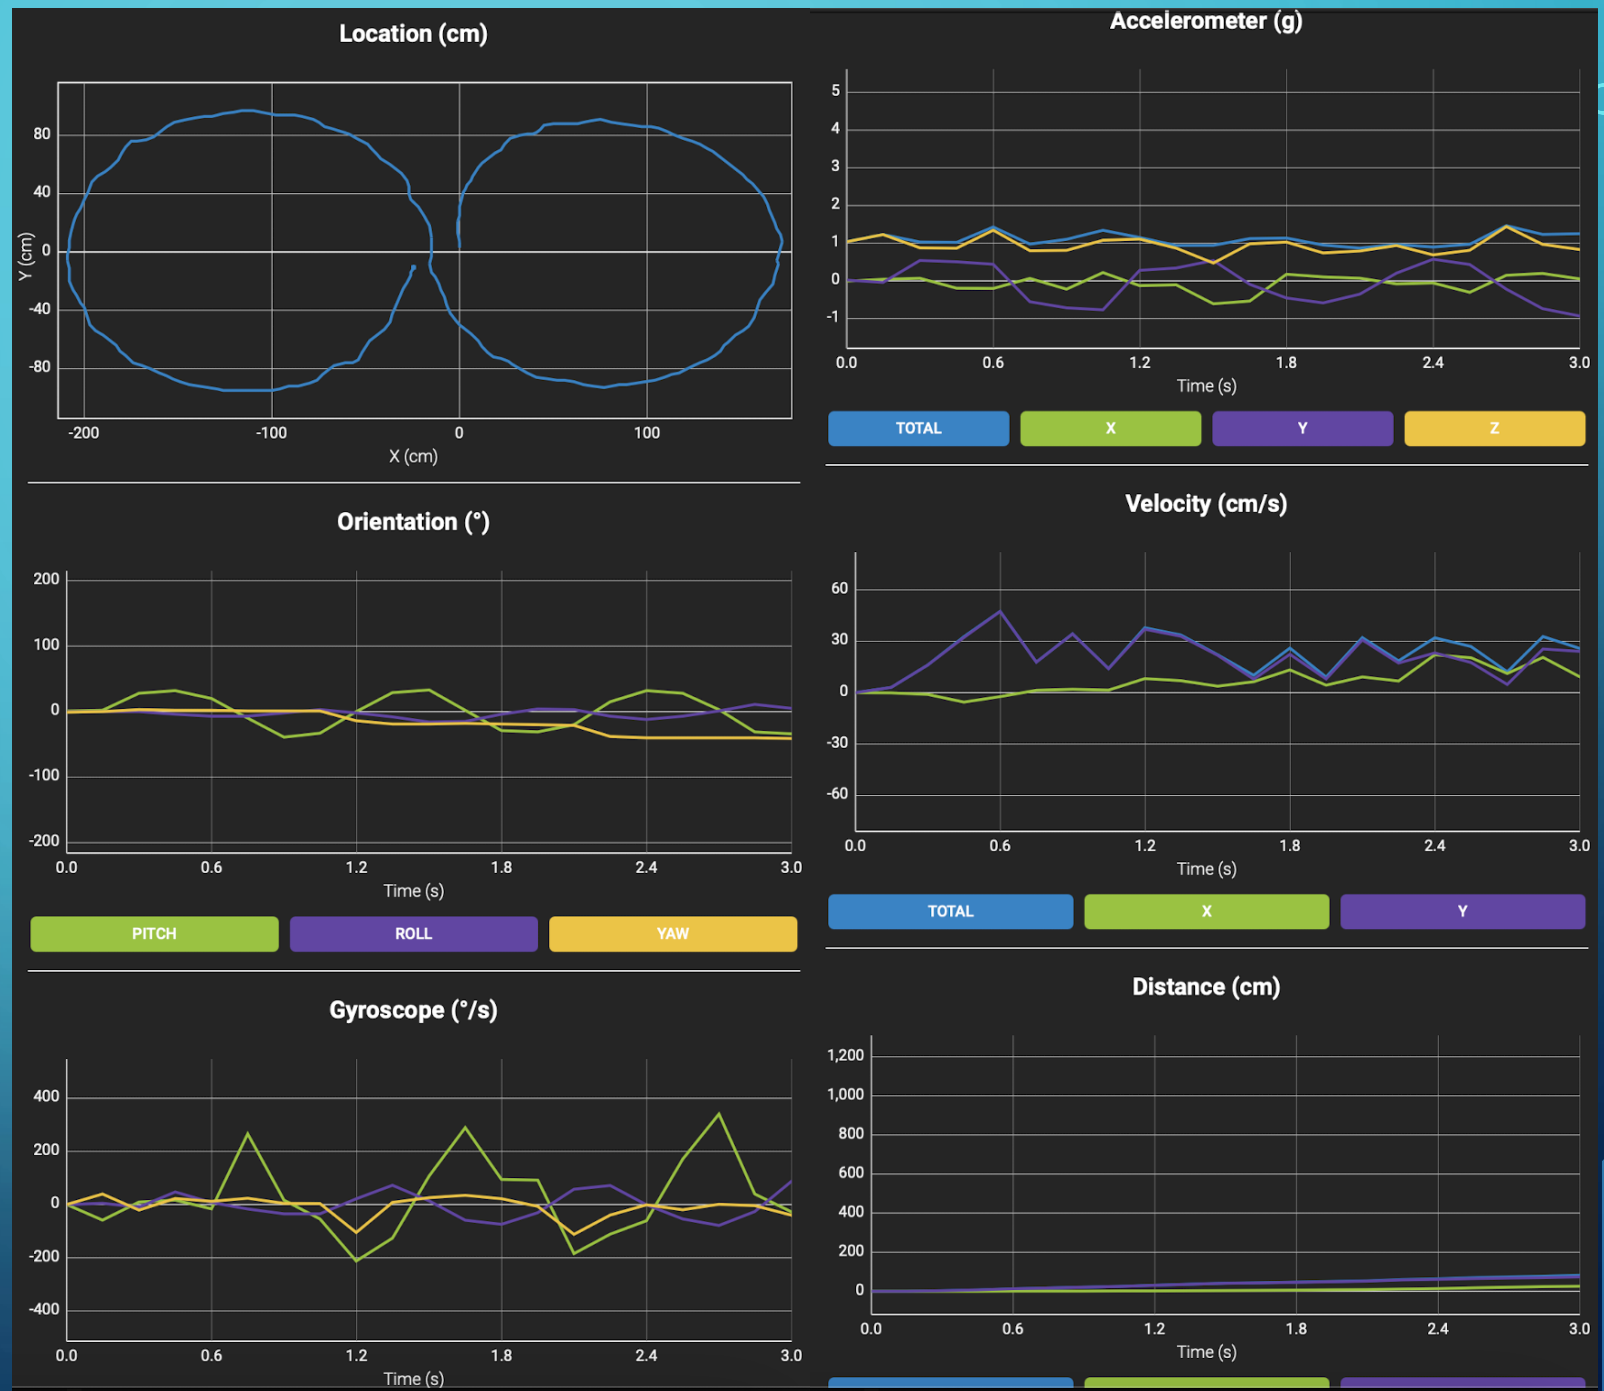 Location (cm)
80
40
0
-40
-80
Y (cm)
-200
-100
0
100
X (cm)
Orientation (°)
200
100
0
-100
-200
0.0
0.6
1.2
1.8
2.4
3.0
Time (s)
PITCH
ROLL
YAW
Gyroscope (°/s)
400
200
0
-200
-400
0.0
0.6
1.2
1.8
2.4
3.0
Time (s)
Accelerometer (g)
5
4
3
2
1
0
-1
0.0
0.6
1.2
1.8
2.4
3.0
Time (s)
TOTAL
X
Y
Z
Velocity (cm/s)
60
30
0
-30
-60
0.0
0.6
1.2
1.8
2.4
3.0
Time (s)
TOTAL
X
Y
Distance (cm)
1,200
1,000
800
600
400
200
0
0.0
0.6
1.2
1.8
2.4
3.0
Time (s)